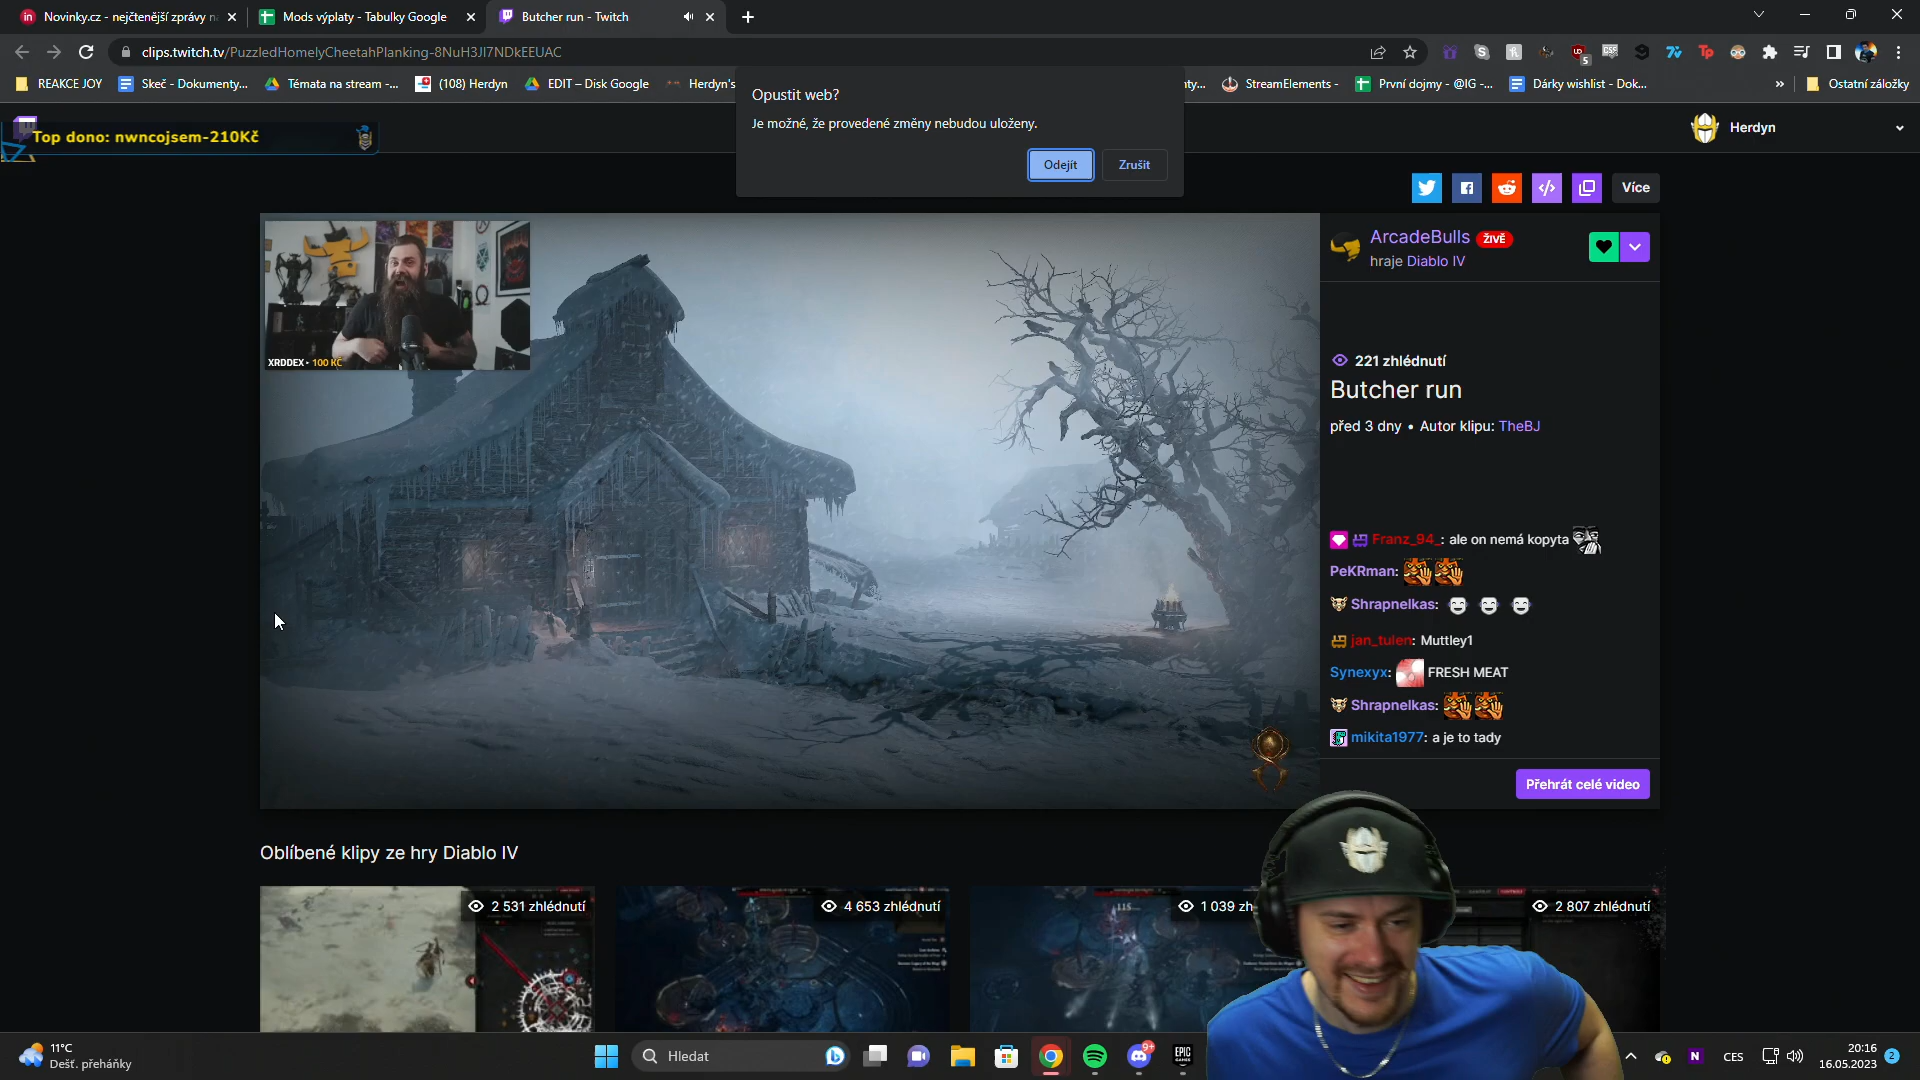 Novinky.cz - nejčtenější zprávy n
Mods výplaty - Tabulky Google
Butcher run - Twitch
clips.twitch.tv/PuzzledHomelyCheetahPlanking-8NuH3JI7NDkEEUAC
REAKCE JOY
Skeč - Dokumenty...
Témata na stream -...
(108) Herdyn
EDIT – Disk Google
Herdyn's
ty...
StreamElements -
První dojmy - @IG -...
Dárky wishlist - Dok...
»
Ostatní záložky
Opustit web?
Je možné, že provedené změny nebudou uloženy.
Odejít
Zrušit
Top dono: nwncojsem-210Kč
Herdyn
Více
ArcadeBulls ŽIVĚ
hraje Diablo IV
XRDDEX - 100 KČ
221 zhlédnutí
Butcher run
před 3 dny • Autor klipu: TheBJ
Franz_94_: ale on nemá kopyta
PeKRman:
Shrapnelkas:
jan_tulen: Muttley1
Synexyx: FRESH MEAT
Shrapnelkas:
mikita1977: a je to tady
Přehrát celé video
Oblíbené klipy ze hry Diablo IV
2 531 zhlédnutí
4 653 zhlédnutí
1 039 zh
2 807 zhlédnutí
115
11°C
Dešť. přeháňky
Hledat
9+
EPIC
GAMES
N
CES
20:16
16.05.2023
2